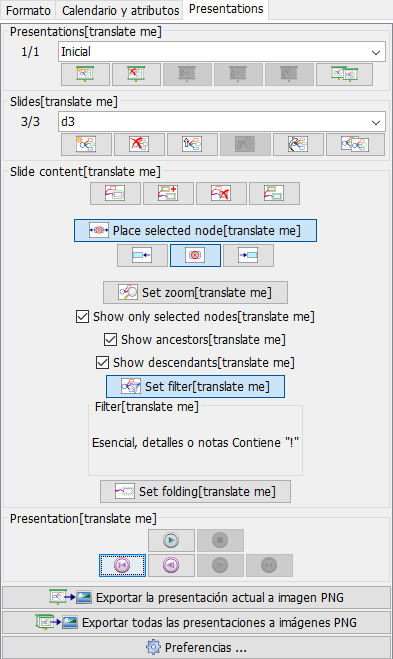 Formato Calendario y atributos Presentations
Presentations[translate me]
1/1 Inicial
Slides[translate me]
3/3 d3
Slide content[translate me]
Place selected node[translate me]
Set zoom[translate me]
Show only selected nodes[translate me]
Show ancestors[translate me]
Show descendants[translate me]
Set filter[translate me]
Filter[translate me]
Esencial, detalles o notas Contiene "!"
Set folding[translate me]
Presentation[translate me]
Exportar la presentación actual a imagen PNG
Exportar todas las presentaciones a imágenes PNG
Preferencias ...